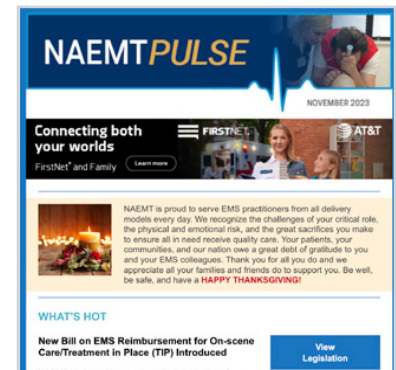 NAEMTPULSE
NOVEMBER 2023
Connecting both
your worlds
FirstNet® and Family
Learn more
FIRSTNET
AT&T
NAEMT is proud to serve EMS practitioners from all delivery
models every day. We recognize the challenges of your critical role,
the physical and emotional risk, and the great sacrifices you make
to ensure all in need receive quality care. Your patients, your
communities, and our nation owe a great debt of gratitude to you
and your EMS colleagues. Thank you for all you do and we
appreciate all your families and friends do to support you. Be well,
be safe, and have a HAPPY THANKSGIVING!
WHAT'S HOT
New Bill on EMS Reimbursement for On-scene
Care/Treatment in Place (TIP) Introduced
View
Legislation